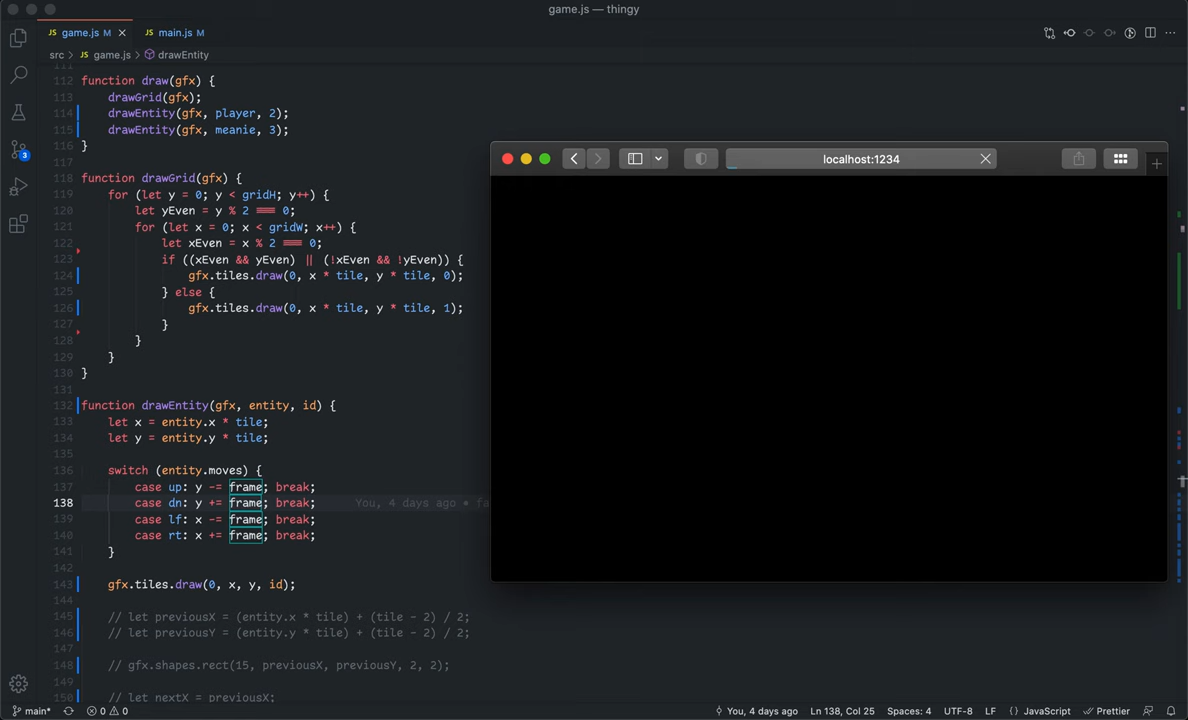 game.js — thingy
JS game.js M
JS main.js M
src > JS game.js > drawEntity
111
112 function draw(gfx) {
113 drawGrid(gfx);
114 drawEntity(gfx, player, 2);
115 drawEntity(gfx, meanie, 3);
116 }
117
118 function drawGrid(gfx) {
119 for (let y = 0; y < gridH; y++) {
120 let yEven = y % 2 === 0;
121 for (let x = 0; x < gridW; x++) {
122 let xEven = x % 2 === 0;
123 if ((xEven && yEven) || (!xEven && !yEven)) {
124 gfx.tiles.draw(0, x * tile, y * tile, 0);
125 } else {
126 gfx.tiles.draw(0, x * tile, y * tile, 1);
127 }
128 }
129 }
130 }
131
132 function drawEntity(gfx, entity, id) {
133 let x = entity.x * tile;
134 let y = entity.y * tile;
135
136 switch (entity.moves) {
137 case up: y -= frame; break;
138 case dn: y += frame; break; You, 4 days ago • fa
139 case lf: x -= frame; break;
140 case rt: x += frame; break;
141 }
142
143 gfx.tiles.draw(0, x, y, id);
144
145 // let previousX = (entity.x * tile) + (tile - 2) / 2;
146 // let previousY = (entity.y * tile) + (tile - 2) / 2;
147
148 // gfx.shapes.rect(15, previousX, previousY, 2, 2);
149
150 // let nextX = previousX;
localhost:1234
3
main*
0 0
You, 4 days ago
Ln 138, Col 25
Spaces: 4
UTF-8
LF
{} JavaScript
Prettier